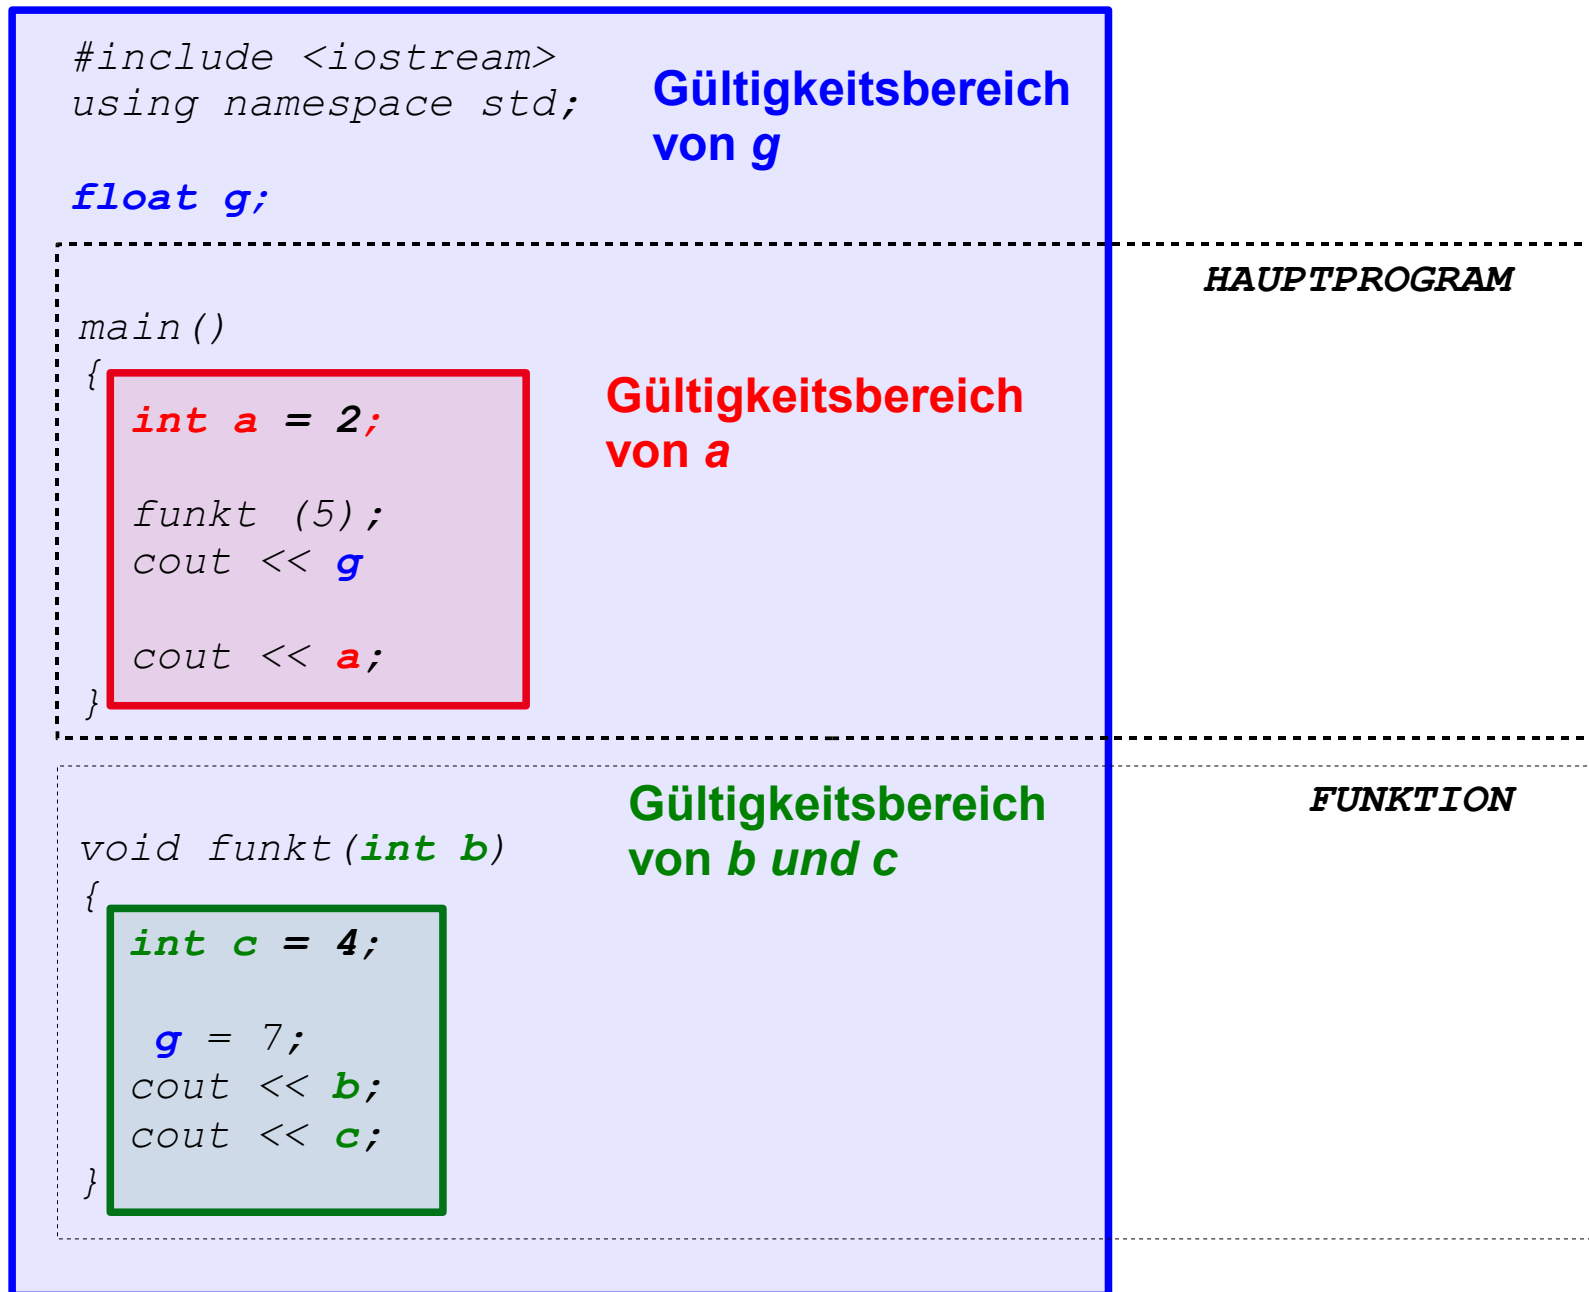 #include <iostream>
using namespace std;
Gültigkeitsbereich
von g
float g;
HAUPTPROGRAM
main()
{
int a = 2;
Gültigkeitsbereich
von a
funkt (5);
cout << g
cout << a;
}
FUNKTION
Gültigkeitsbereich
von b und c
void funkt(int b)
{
int c = 4;
g = 7;
cout << b;
cout << c;
}